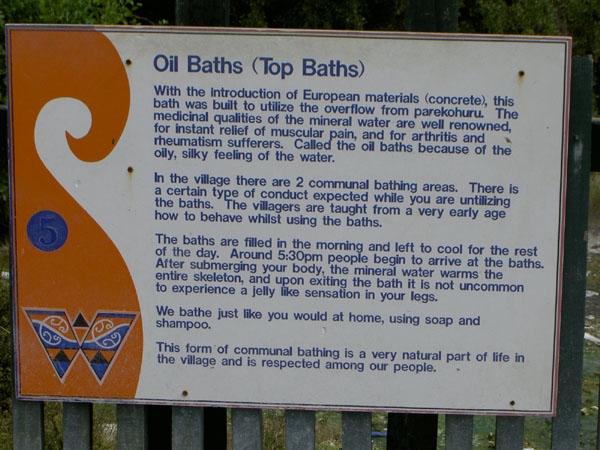 Oil Baths (Top Baths)
With the Introduction of European materials (concrete), this
bath was built to utilize the overflow from parekohuru. The
medicinal qualities of the mineral water are well renowned,
for instant relief of muscular pain, and for arthritis and
rheumatism sufferers. Called the oil baths because of the
oily, silky feeling of the water.
In the village there are 2 communal bathing areas. There is
a certain type of conduct expected while you are untilizing
the baths. The villagers are taught from a very early age
how to behave whilst using the baths.
The baths are filled in the morning and left to cool for the rest
of the day. Around 5:30pm people begin to arrive at the baths.
After submerging your body, the mineral water warms the
entire skeleton, and upon exiting the bath it is not uncommon
to experience a jelly like sensation in your legs.
We bathe just like you would at home, using soap and
shampoo.
This form of communal bathing is a very natural part of life in
the village and is respected among our people.
5